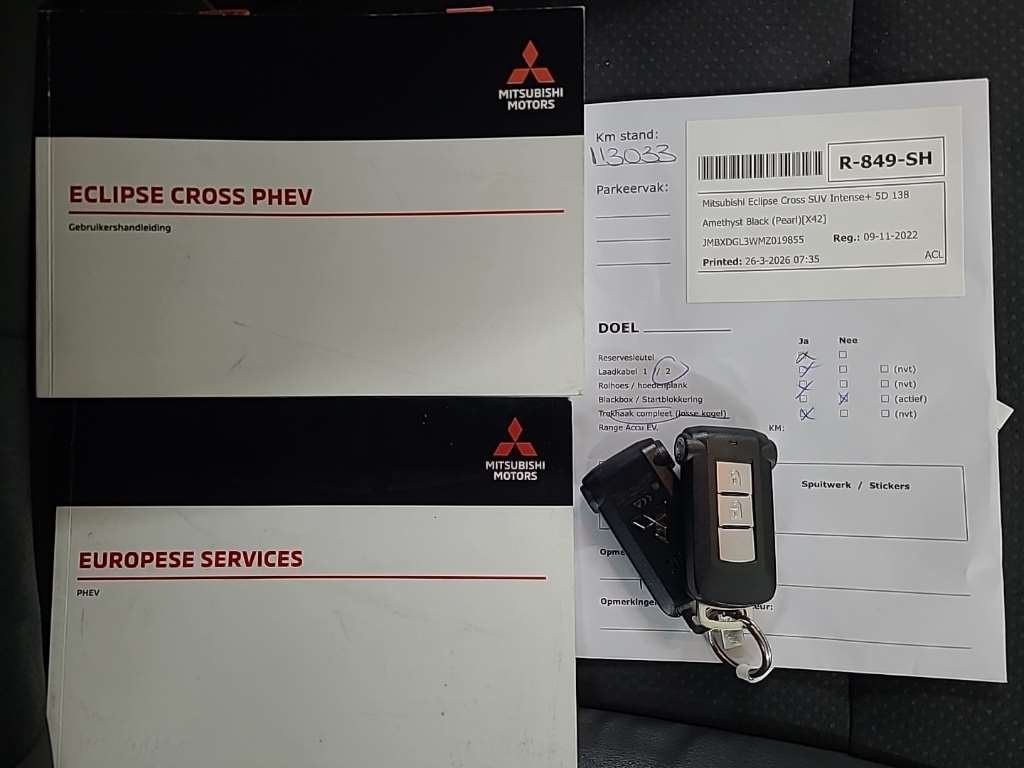 MITSUBISHI
MOTORS
ECLIPSE CROSS PHEV
Gebruikershandleiding
MITSUBISHI
MOTORS
EUROPESE SERVICES
PHEV
Km stand:
113033
Parkeervak:
R-849-SH
Mitsubishi Eclipse Cross SUV Intense+ 5D 138
Amethyst Black (Pearl)[X42]
JMBXDGL3WMZ019855 Reg.: 09-11-2022
Printed: 26-3-2026 07:35 ACL
DOEL
Ja Nee
Reservesleutel
Laadkabel 1 / 2 (nvt)
Rolhoes / hoedenplank (nvt)
Blackbox / Startblokkering (actief)
Trekhaak compleet (losse kogel) (nvt)
Range Accu EV. KM:
Spuitwerk / Stickers
Opme
Opmerkingen eur: